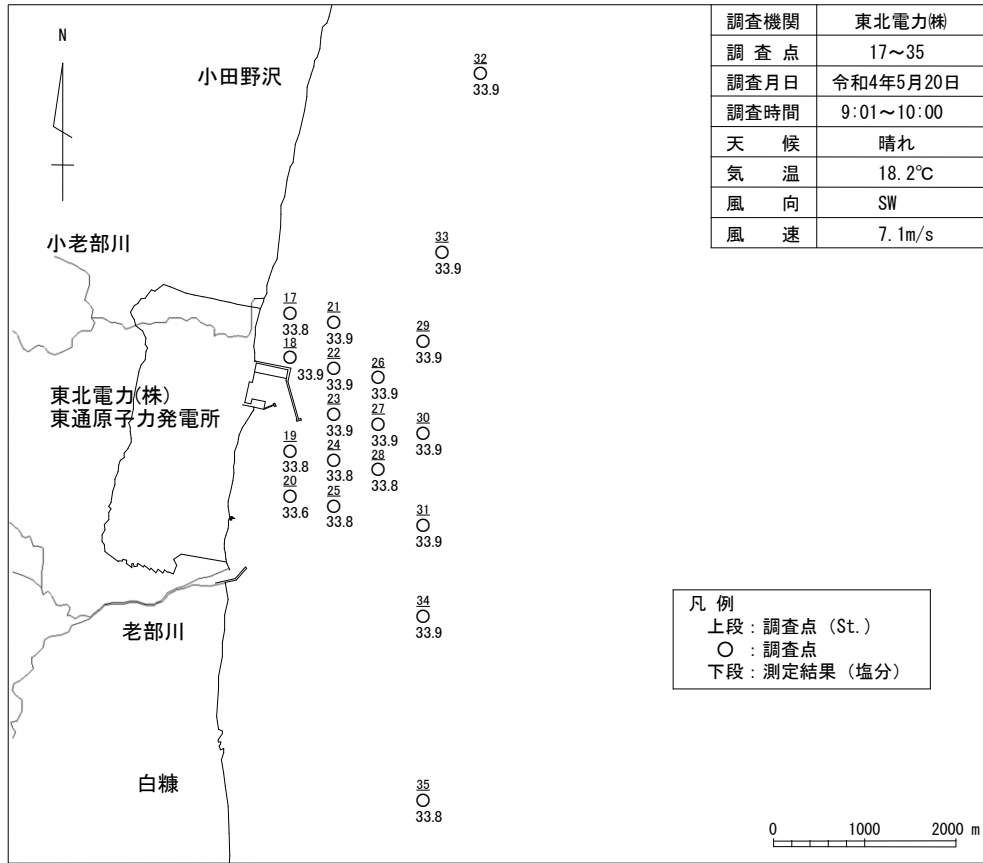 N
小田野沢
小老部川
東北電力(株)
東通原子力発電所
老部川
白糠
調査機関 東北電力㈱
調査点 17～35
調査月日 令和4年5月20日
調査時間 9:01～10:00
天候 晴れ
気温 18.2℃
風向 SW
風速 7.1m/s
32
33.9
33
33.9
17
33.8
21
33.9
29
33.9
18
33.9
22
33.9
26
33.9
23
33.9
27
33.9
30
33.9
19
33.8
24
33.8
28
33.8
20
33.6
25
33.8
31
33.9
34
33.9
35
33.8
凡例
上段：調査点（St.）
○：調査点
下段：測定結果（塩分）
0 1000 2000 m